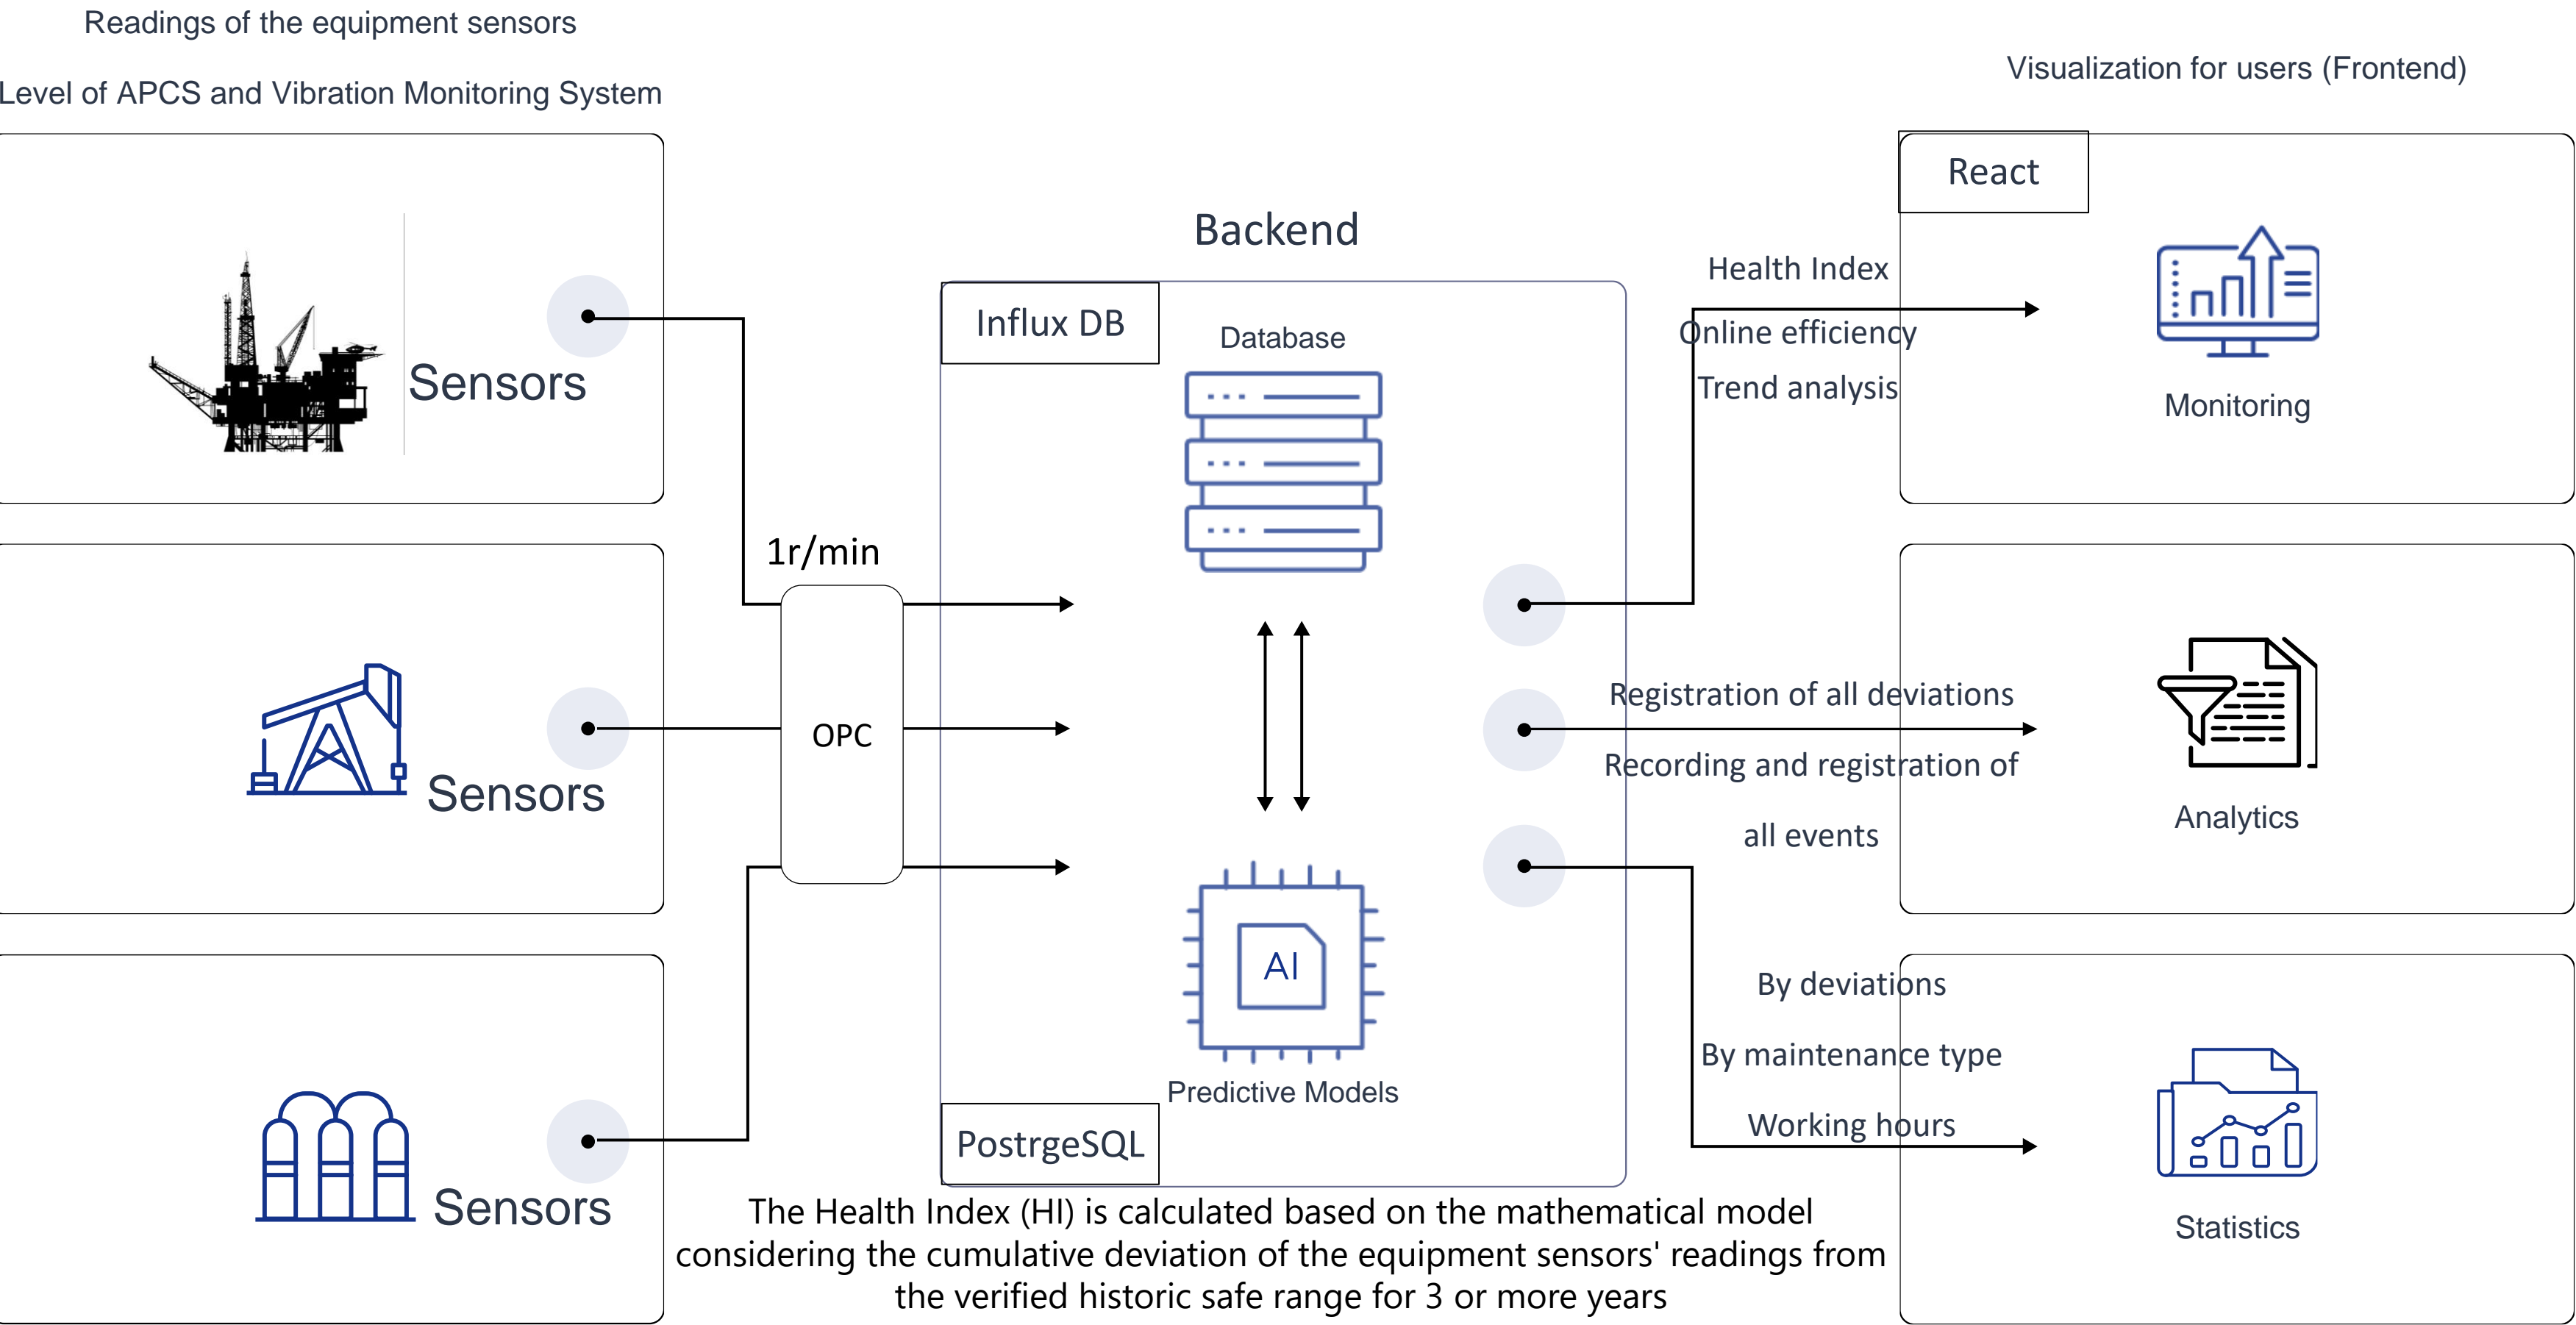 Readings of the equipment sensors
Level of APCS and Vibration Monitoring System
Sensors
Sensors
Sensors
1r/min
OPC
Backend
Influx DB
Database
AI
Predictive Models
PostrgeSQL
The Health Index (HI) is calculated based on the mathematical model
considering the cumulative deviation of the equipment sensors' readings from
the verified historic safe range for 3 or more years
Health Index
Online efficiency
Trend analysis
Registration of all deviations
Recording and registration of
all events
By deviations
By maintenance type
Working hours
Visualization for users (Frontend)
React
Monitoring
Analytics
Statistics